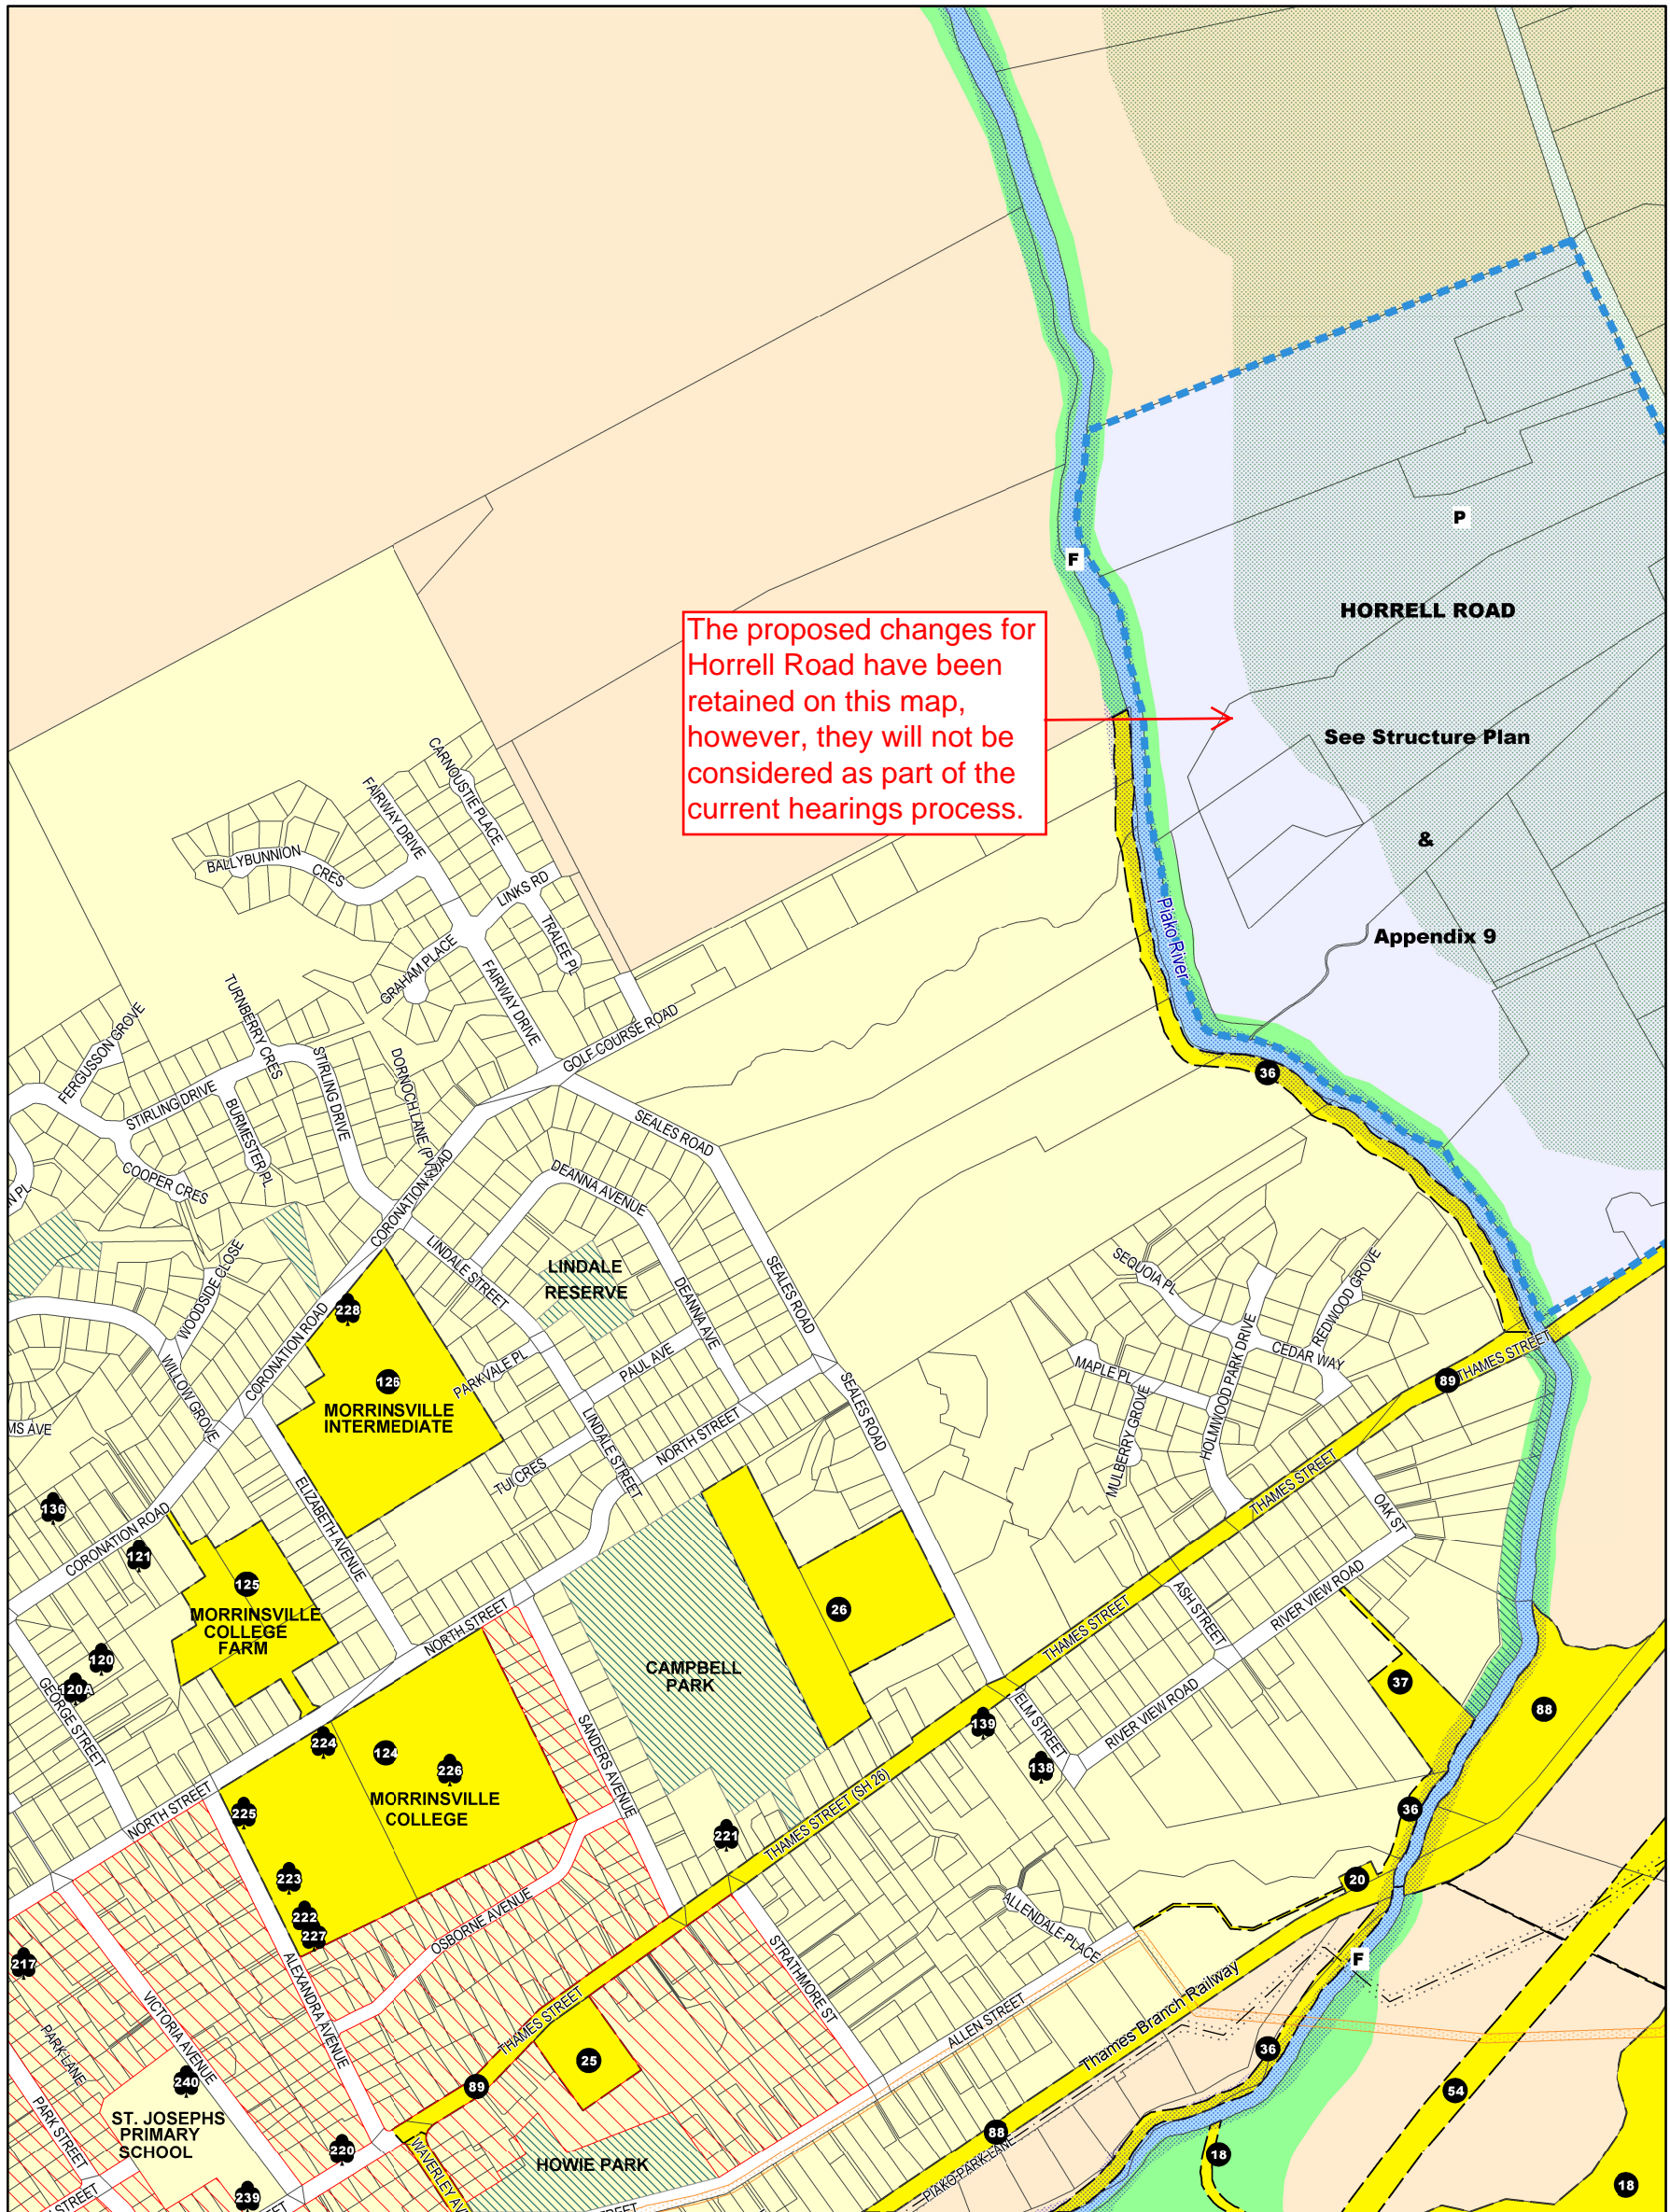 P
F
HORRELL ROAD
The proposed changes for
Horrell Road have been
retained on this map,
however, they will not be
considered as part of the
current hearings process.
See Structure Plan
&
Appendix 9
Piako River
CARNOUSTIE PLACE
FAIRWAY DRIVE
BALLYBUNNION
CRES
LINKS RD
TRALEE PL
GRAHAM PLACE
FAIRWAY DRIVE
GOLF COURSE ROAD
TURNBERRY CRES
FERGUSSON GROVE
STIRLING DRIVE
STIRLING DRIVE
DORNOCH LANE (PVT)
BURMESTER PL
COOPER CRES
N PL
CORONATION ROAD
SEALES ROAD
DEANNA AVENUE
36
LINDALE STREET
LINDALE
RESERVE
WOODSIDE CLOSE
SEALES ROAD
DEANNA AVE
SEQUOIA PL
REDWOOD GROVE
228
CORONATION ROAD
HOLMWOOD PARK DRIVE
CEDAR WAY
THAMES STREET
WILLOW GROVE
PARKVALE PL
PAUL AVE
MAPLE PL
89
126
MORRINSVILLE
INTERMEDIATE
MS AVE
SEALES ROAD
MULBERRY GROVE
LINDALE STREET
NORTH STREET
TUI CRES
THAMES STREET
ELIZABETH AVENUE
136
OAK ST
CORONATION ROAD
121
125
MORRINSVILLE
COLLEGE
FARM
26
ASH STREET
RIVER VIEW ROAD
NORTH STREET
THAMES STREET
120
120A
GEORGE STREET
CAMPBELL
PARK
37
88
RIVER VIEW ROAD
ELM STREET
139
138
SANDERS AVENUE
224
124
226
MORRINSVILLE
COLLEGE
225
NORTH STREET
THAMES STREET (SH 26)
221
36
223
20
222
227
OSBORNE AVENUE
ALLENDALE PLACE
217
F
STRATHMORE ST
ALEXANDRA AVENUE
VICTORIA AVENUE
THAMES STREET
ALLEN STREET
Thames Branch Railway
36
PARK LANE
25
240
89
54
PARK STREET
ST. JOSEPHS
PRIMARY
SCHOOL
220
88
WAVERLEY AV
HOWIE PARK
PIAKO PARK LANE
18
18
239
STREET
ET
REET